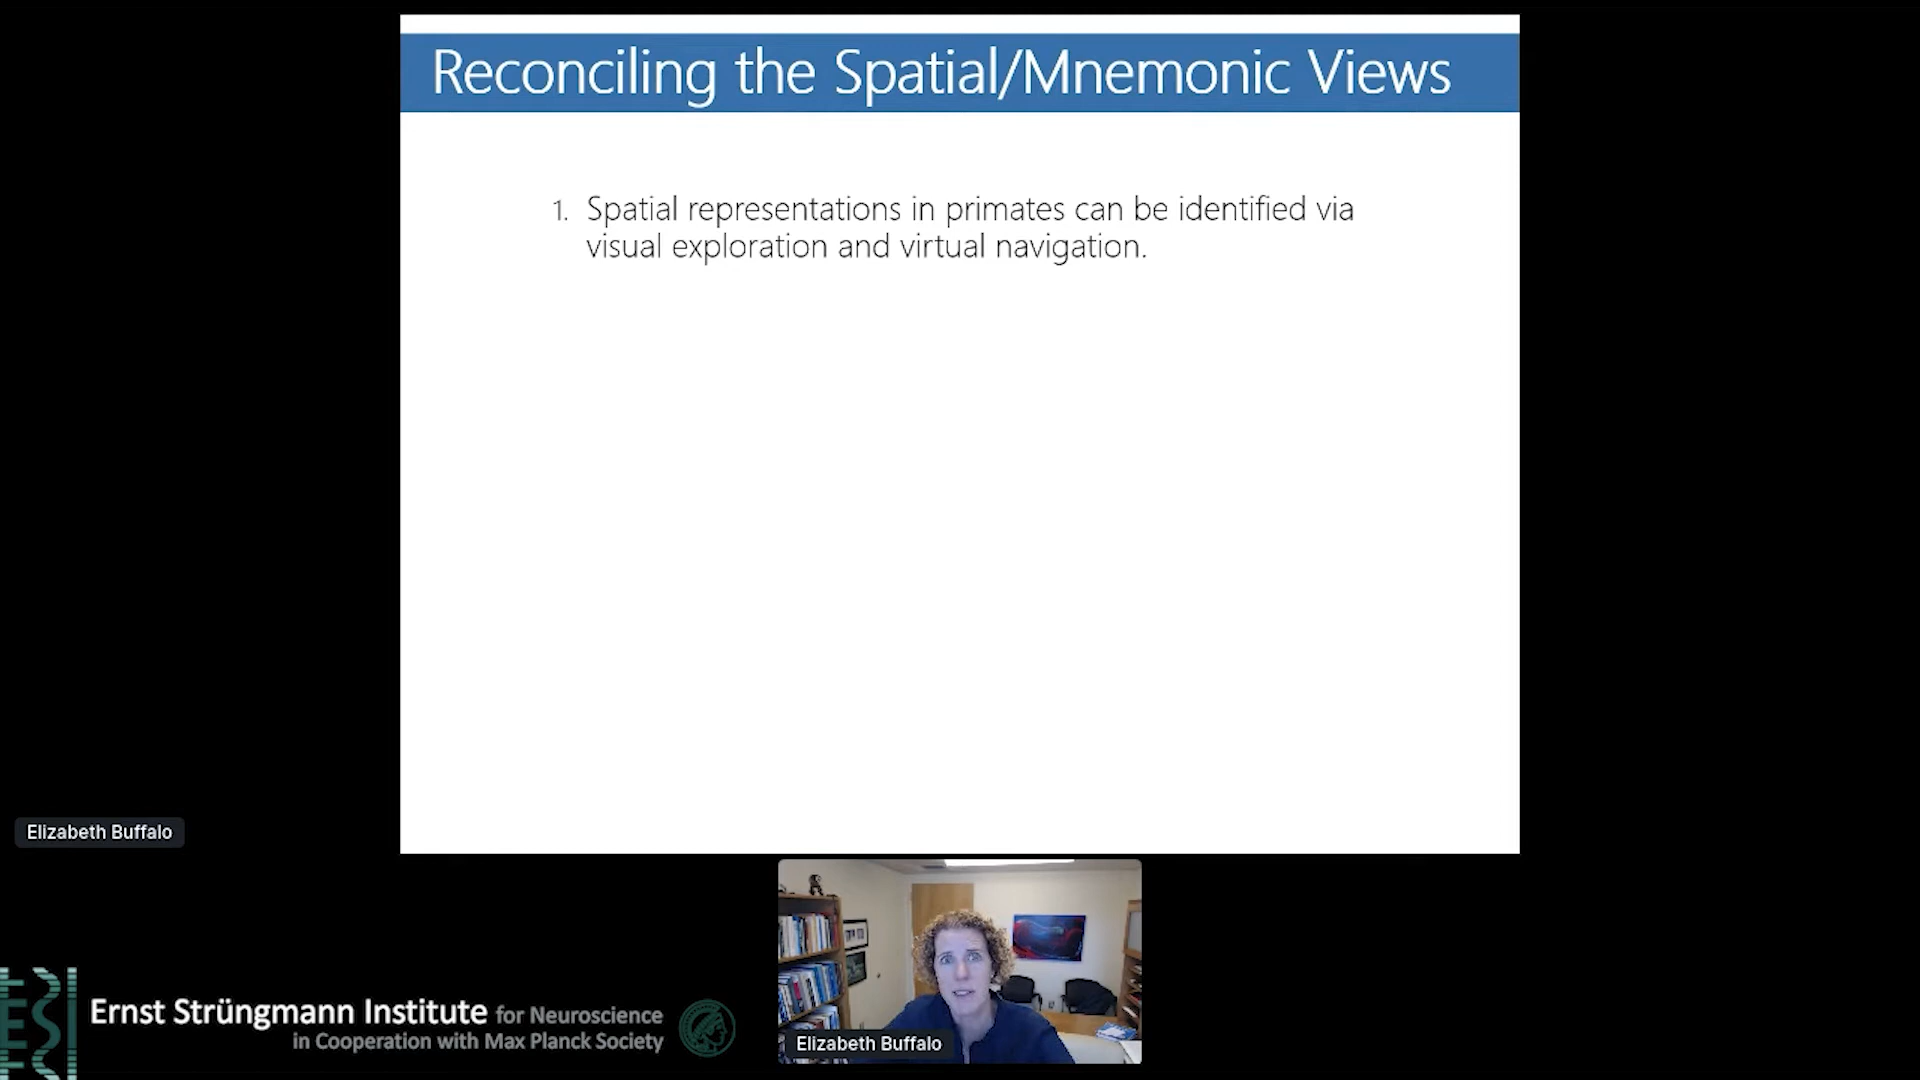 Reconciling the Spatial/Mnemonic Views
1. Spatial representations in primates can be identified via
visual exploration and virtual navigation.
Elizabeth Buffalo
Elizabeth Buffalo
ESI
Ernst Strüngmann Institute for Neuroscience
in Cooperation with Max Planck Society